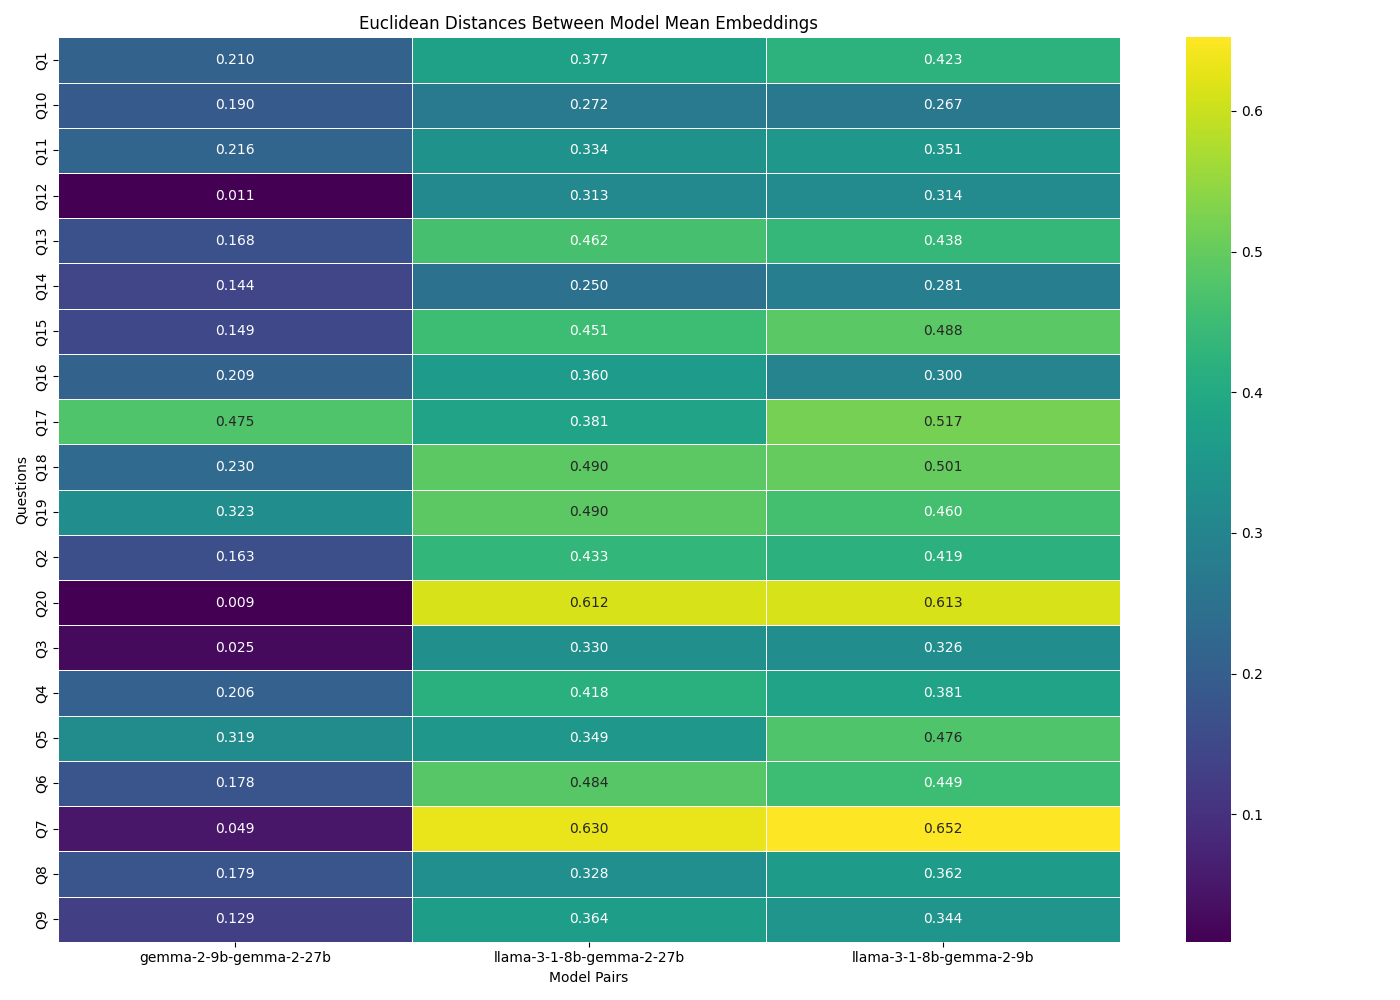 Euclidean Distances Between Model Mean Embeddings
Questions
Q1 0.210 0.377 0.423
Q10 0.190 0.272 0.267
Q11 0.216 0.334 0.351
Q12 0.011 0.313 0.314
Q13 0.168 0.462 0.438
Q14 0.144 0.250 0.281
Q15 0.149 0.451 0.488
Q16 0.209 0.360 0.300
Q17 0.475 0.381 0.517
Q18 0.230 0.490 0.501
Q19 0.323 0.490 0.460
Q2 0.163 0.433 0.419
Q20 0.009 0.612 0.613
Q3 0.025 0.330 0.326
Q4 0.206 0.418 0.381
Q5 0.319 0.349 0.476
Q6 0.178 0.484 0.449
Q7 0.049 0.630 0.652
Q8 0.179 0.328 0.362
Q9 0.129 0.364 0.344
gemma-2-9b-gemma-2-27b llama-3-1-8b-gemma-2-27b llama-3-1-8b-gemma-2-9b
Model Pairs
0.6
0.5
0.4
0.3
0.2
0.1